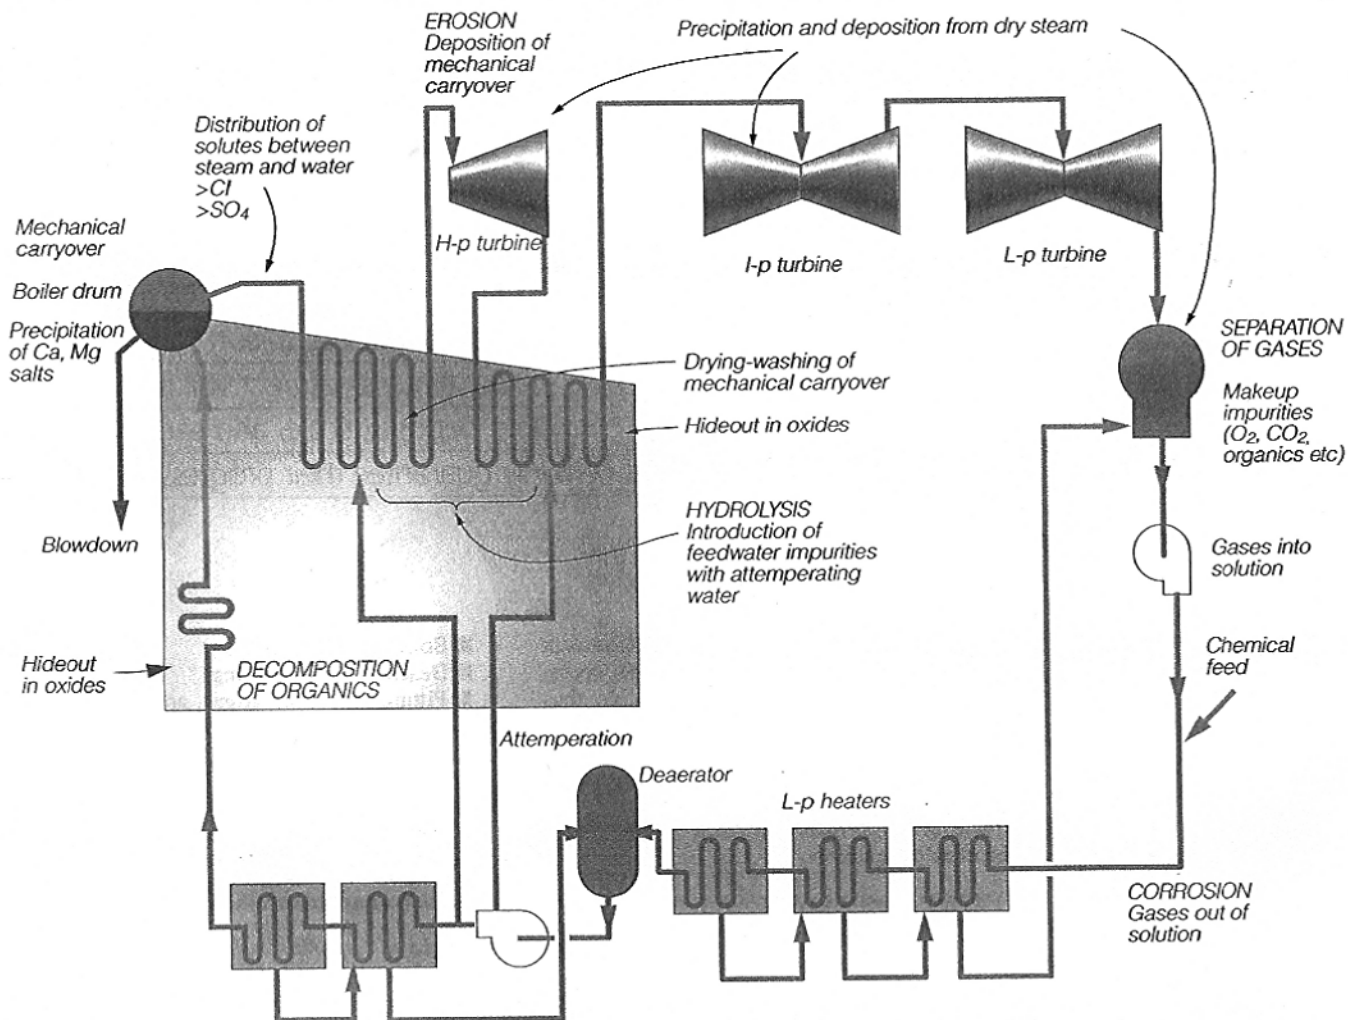 EROSION
Deposition of
mechanical
carryover
Precipitation and deposition from dry steam
Distribution of
solutes between
steam and water
>Cl
>SO₄
Mechanical
carryover
Boiler drum
Precipitation
of Ca, Mg
salts
H-p turbine
I-p turbine
L-p turbine
SEPARATION
OF GASES
Makeup
impurities
(O₂, CO₂,
organics etc)
Drying-washing of
mechanical carryover
Hideout in oxides
HYDROLYSIS
Introduction of
feedwater impurities
with attemperating
water
Blowdown
Gases into
solution
Chemical
feed
Hideout
in oxides
DECOMPOSITION
OF ORGANICS
Attemperation
Deaerator
L-p heaters
CORROSION
Gases out of
solution